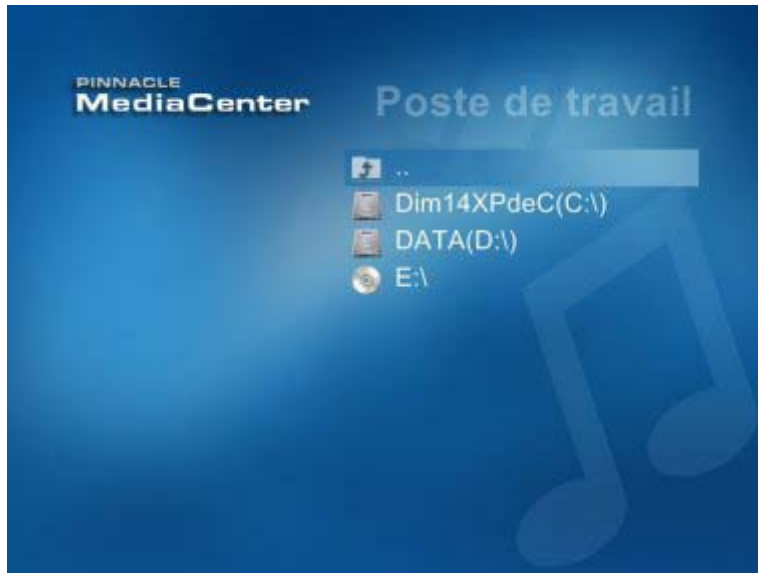 PINNACLE
MediaCenter
Poste de travail
..
Dim14XPdeC(C:\)
DATA(D:\)
E:\